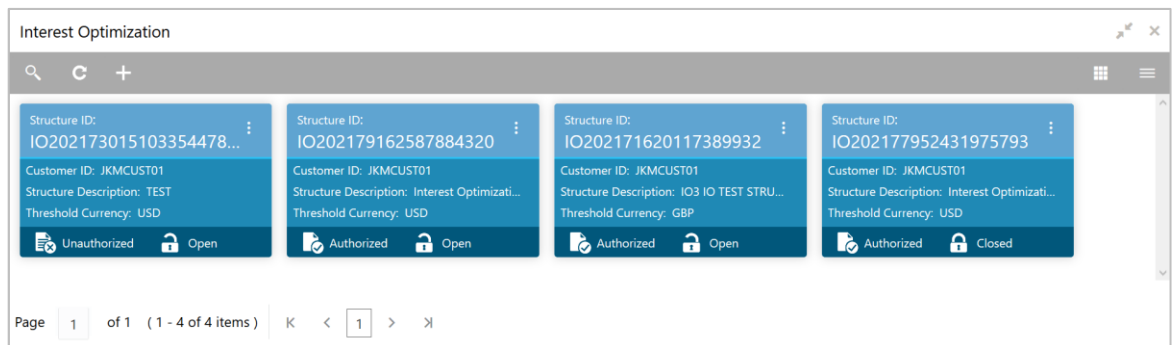 Interest Optimization
Structure ID:
IO202173015103354478...
Customer ID: JKMCUST01
Structure Description: TEST
Threshold Currency: USD
Unauthorized Open
Structure ID:
IO202179162587884320
Customer ID: JKMCUST01
Structure Description: Interest Optimizati...
Threshold Currency: USD
Authorized Open
Structure ID:
IO202171620117389932
Customer ID: JKMCUST01
Structure Description: IO3 IO TEST STRU...
Threshold Currency: GBP
Authorized Open
Structure ID:
IO202177952431975793
Customer ID: JKMCUST01
Structure Description: Interest Optimizati...
Threshold Currency: USD
Authorized Closed
Page 1 of 1 ( 1 - 4 of 4 items ) 1